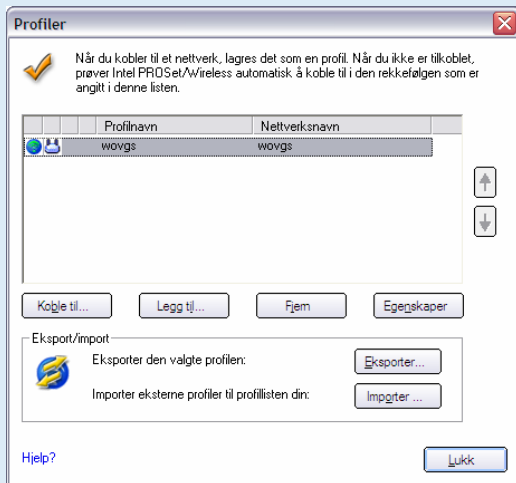 Profiler
Når du kobler til et nettverk, lagres det som en profil. Når du ikke er tilkoblet,
prøver Intel PROSet/Wireless automatisk å koble til i den rekkefølgen som er
angitt i denne listen.
Profilnavn Nettverksnavn
wovgs wovgs
Koble til... Legg til... Fjern Egenskaper
Eksport/import
Eksporter den valgte profilen: Eksporter...
Importer eksterne profiler til profillisten din: Importer ...
Hjelp? Lukk